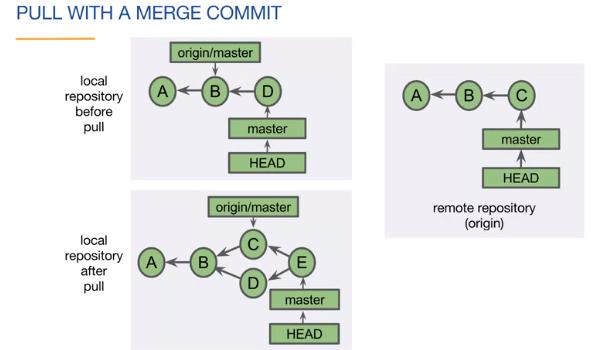 PULL WITH A MERGE COMMIT
local
repository
before
pull
origin/master
A
B
D
master
HEAD
A
B
C
master
HEAD
remote repository
(origin)
local
repository
after
pull
origin/master
C
A
B
E
D
master
HEAD